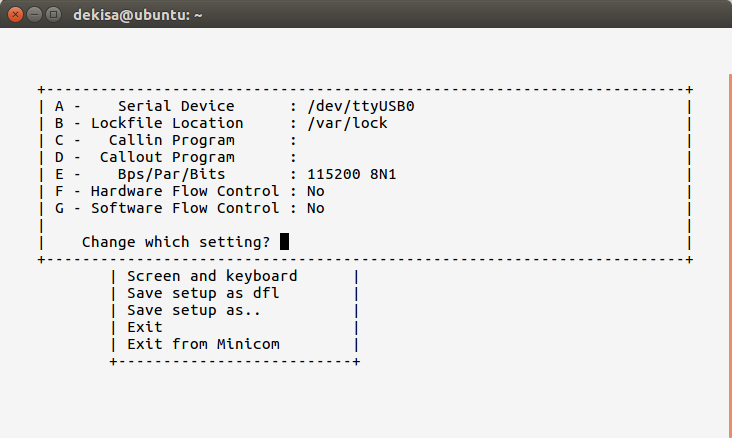 dekisa@ubuntu: ~
A -    Serial Device      : /dev/ttyUSB0
B - Lockfile Location     : /var/lock
C -   Callin Program      :
D -  Callout Program      :
E -    Bps/Par/Bits       : 115200 8N1
F - Hardware Flow Control : No
G - Software Flow Control : No
Change which setting?
Screen and keyboard
Save setup as dfl
Save setup as..
Exit
Exit from Minicom